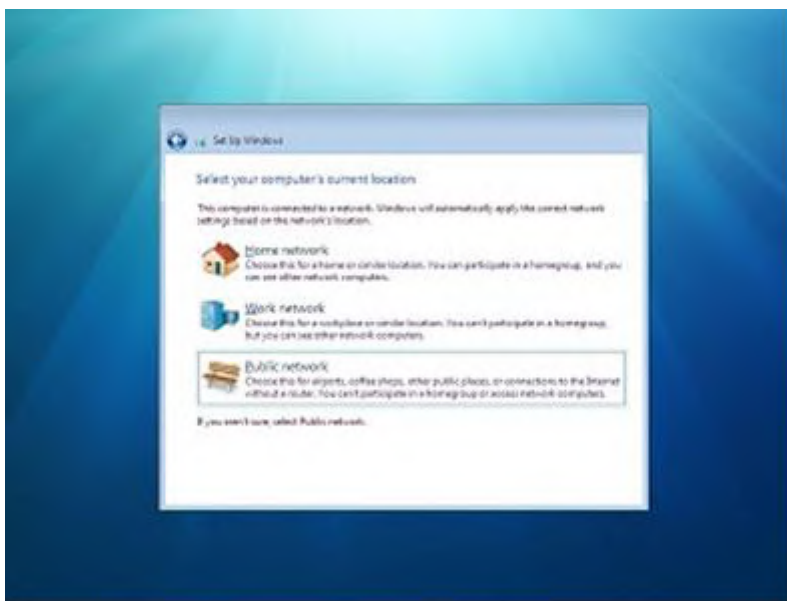 Set Up Windows
Select your computer's current location
This computer is connected to a network. Windows will automatically apply the correct network
settings based on the network's location.
Home network
Choose this for a home or similar location. You can participate in a homegroup, and you
can see other network computers.
Work network
Choose this for a workplace or similar location. You can't participate in a homegroup,
but you can see other network computers.
Public network
Choose this for airports, coffee shops, other public places, or connections to the Internet
without a router. You can't participate in a homegroup or access network computers.
If you aren't sure, select Public network.